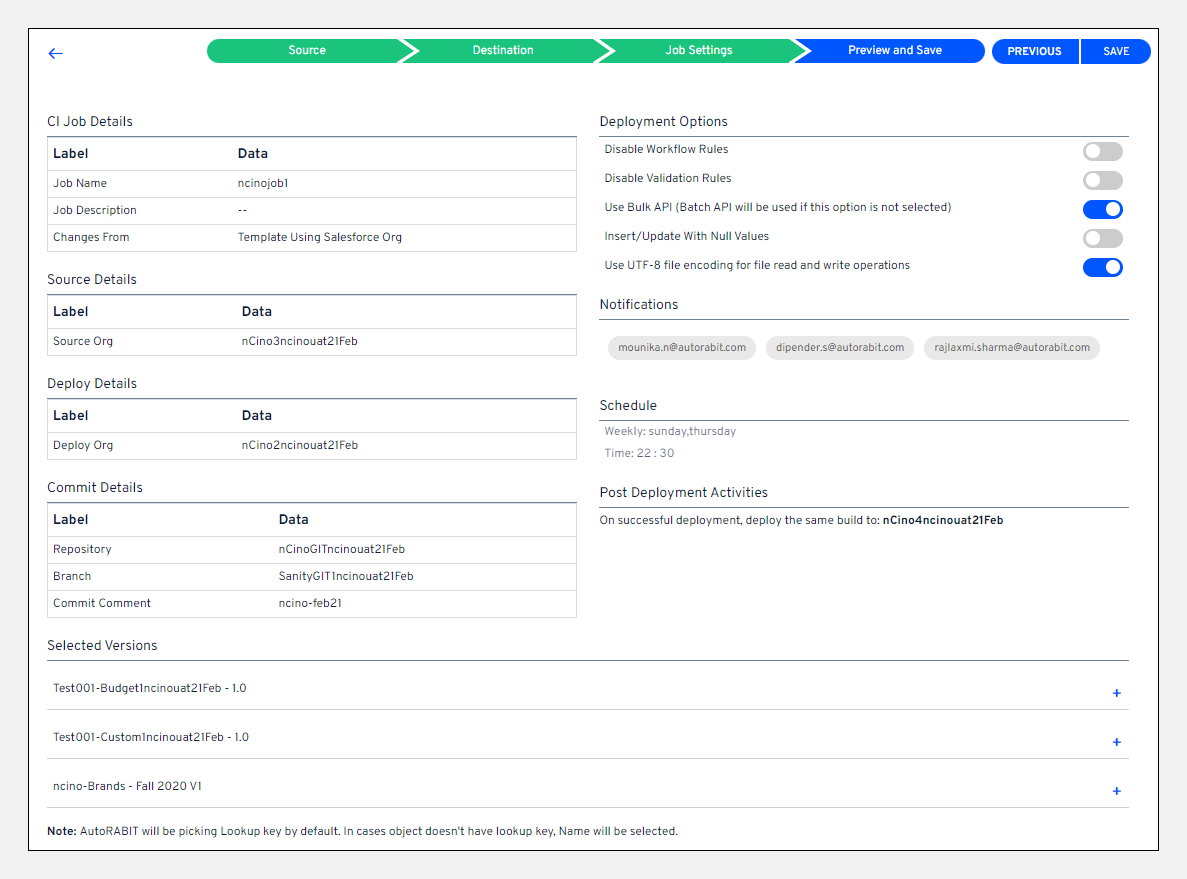 Source
Destination
Job Settings
Preview and Save
PREVIOUS
SAVE
CI Job Details
Label Data
Job Name ncinojob1
Job Description --
Changes From Template Using Salesforce Org
Source Details
Label Data
Source Org nCino3ncinouat21Feb
Deploy Details
Label Data
Deploy Org nCino2ncinouat21Feb
Commit Details
Label Data
Repository nCinoGITncinouat21Feb
Branch SanityGIT1ncinouat21Feb
Commit Comment ncino-feb21
Deployment Options
Disable Workflow Rules
Disable Validation Rules
Use Bulk API (Batch API will be used if this option is not selected)
Insert/Update With Null Values
Use UTF-8 file encoding for file read and write operations
Notifications
mounika.n@autorabit.com dipender.s@autorabit.com rajlaxmi.sharma@autorabit.com
Schedule
Weekly: sunday,thursday
Time: 22 : 30
Post Deployment Activities
On successful deployment, deploy the same build to: nCino4ncinouat21Feb
Selected Versions
Test001-Budget1ncinouat21Feb - 1.0 +
Test001-Custom1ncinouat21Feb - 1.0 +
ncino-Brands - Fall 2020 V1 +
Note: AutoRABIT will be picking Lookup key by default. In cases object doesn't have lookup key, Name will be selected.